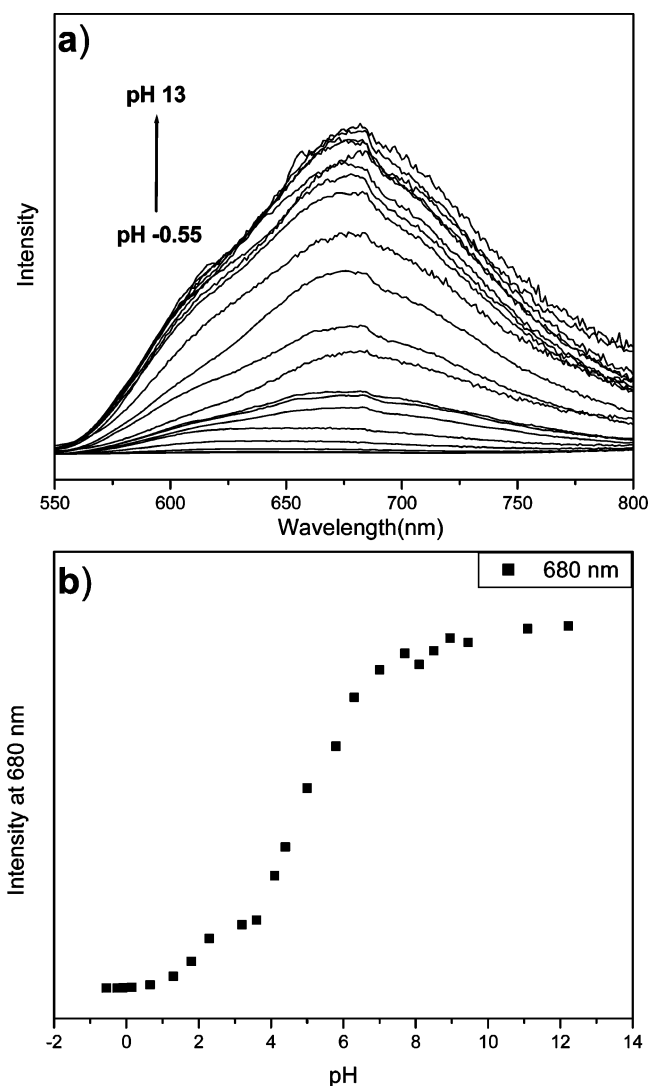 a)
pH 13
pH -0.55
Intensity
550 600 650 700 750 800
Wavelength(nm)
b)
680 nm
Intensity at 680 nm
-2 0 2 4 6 8 10 12 14
pH